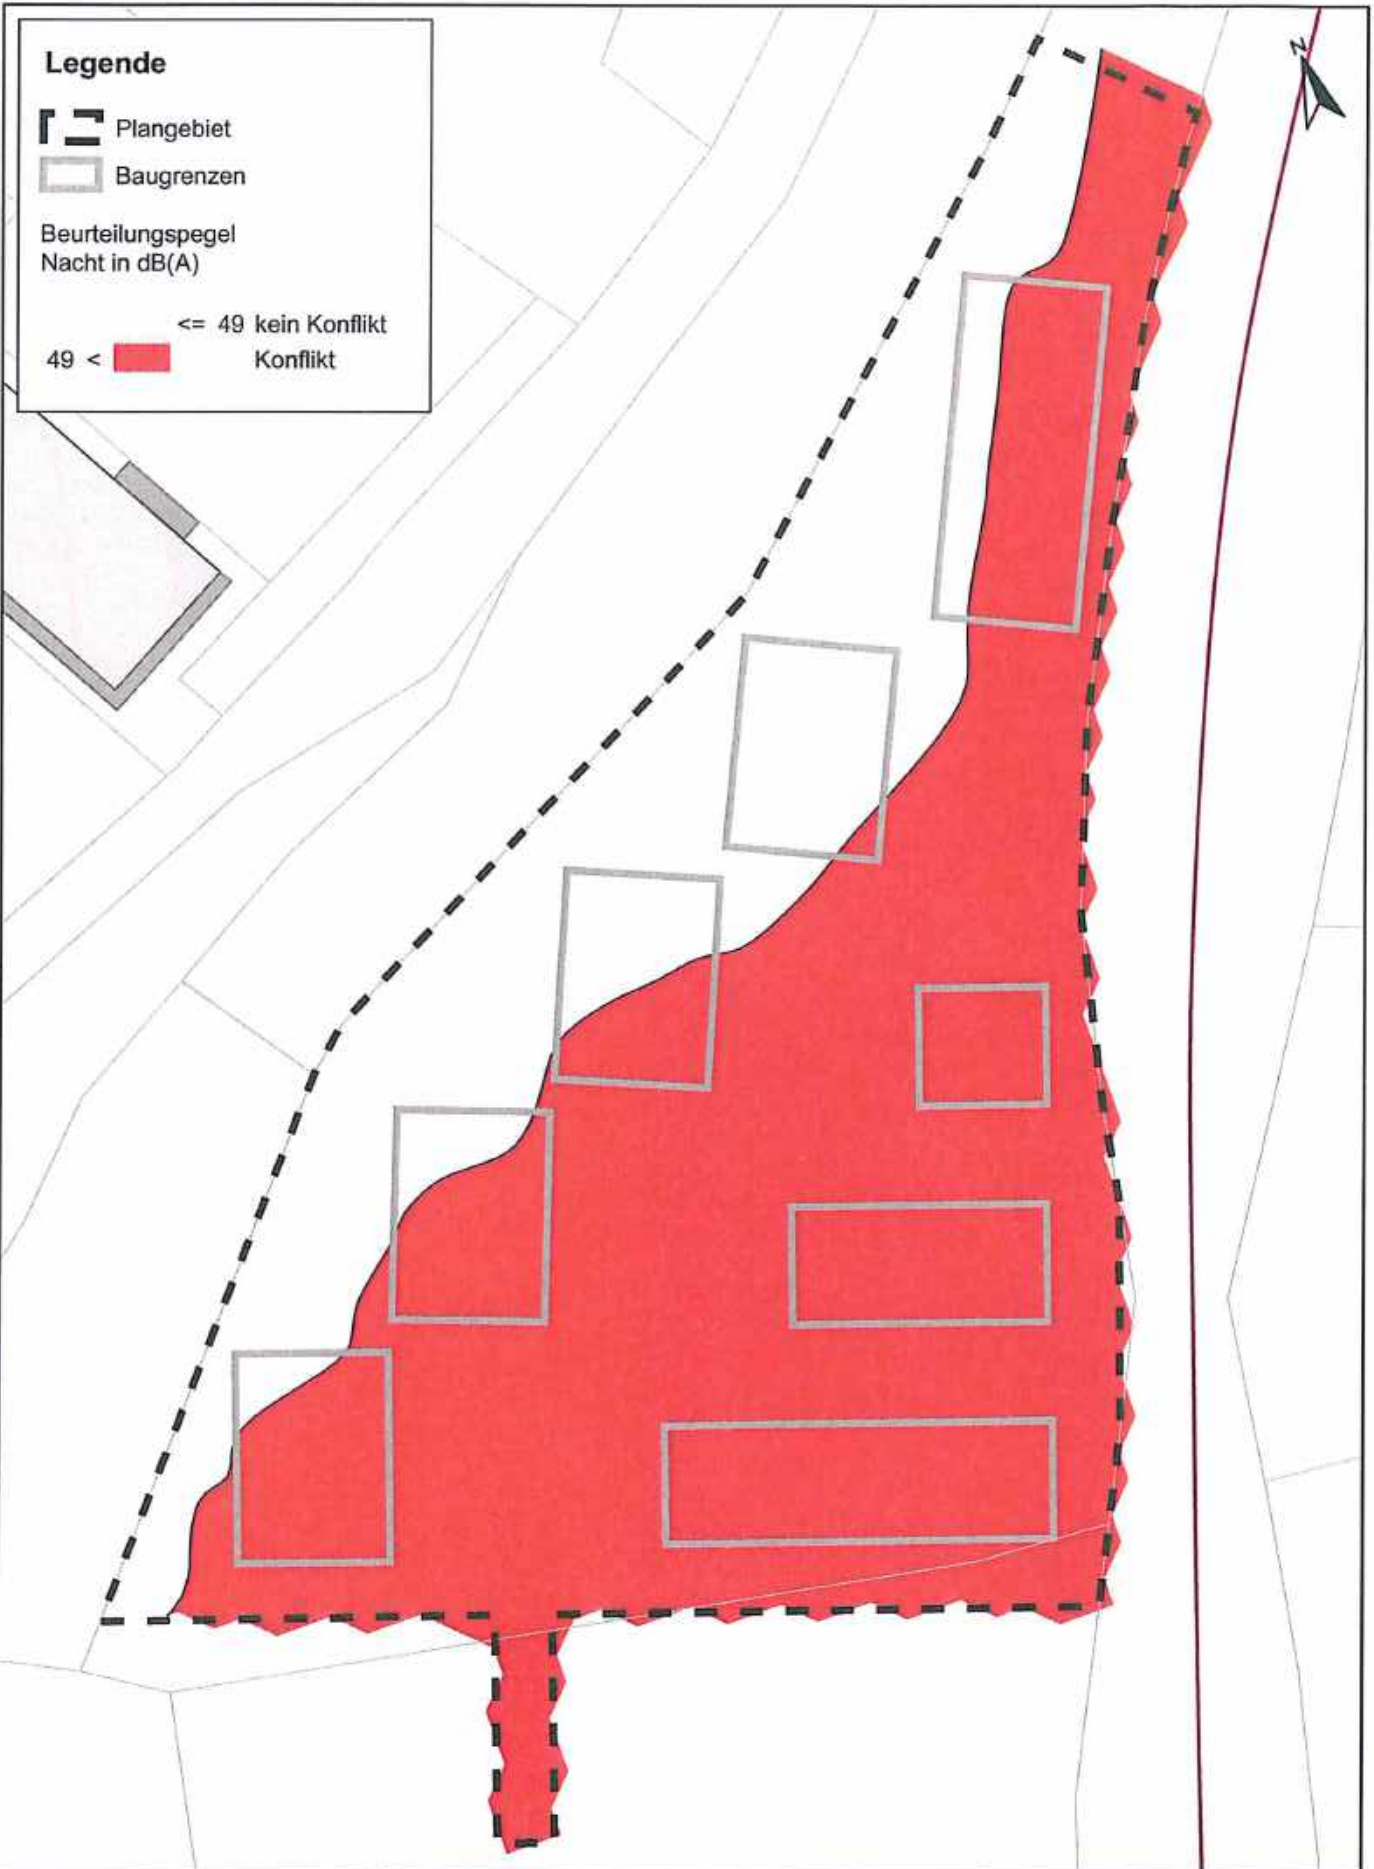 Legende
Plangebiet
Baugrenzen
Beurteilungspegel
Nacht in dB(A)
<= 49 kein Konflikt
49 < Konflikt
N